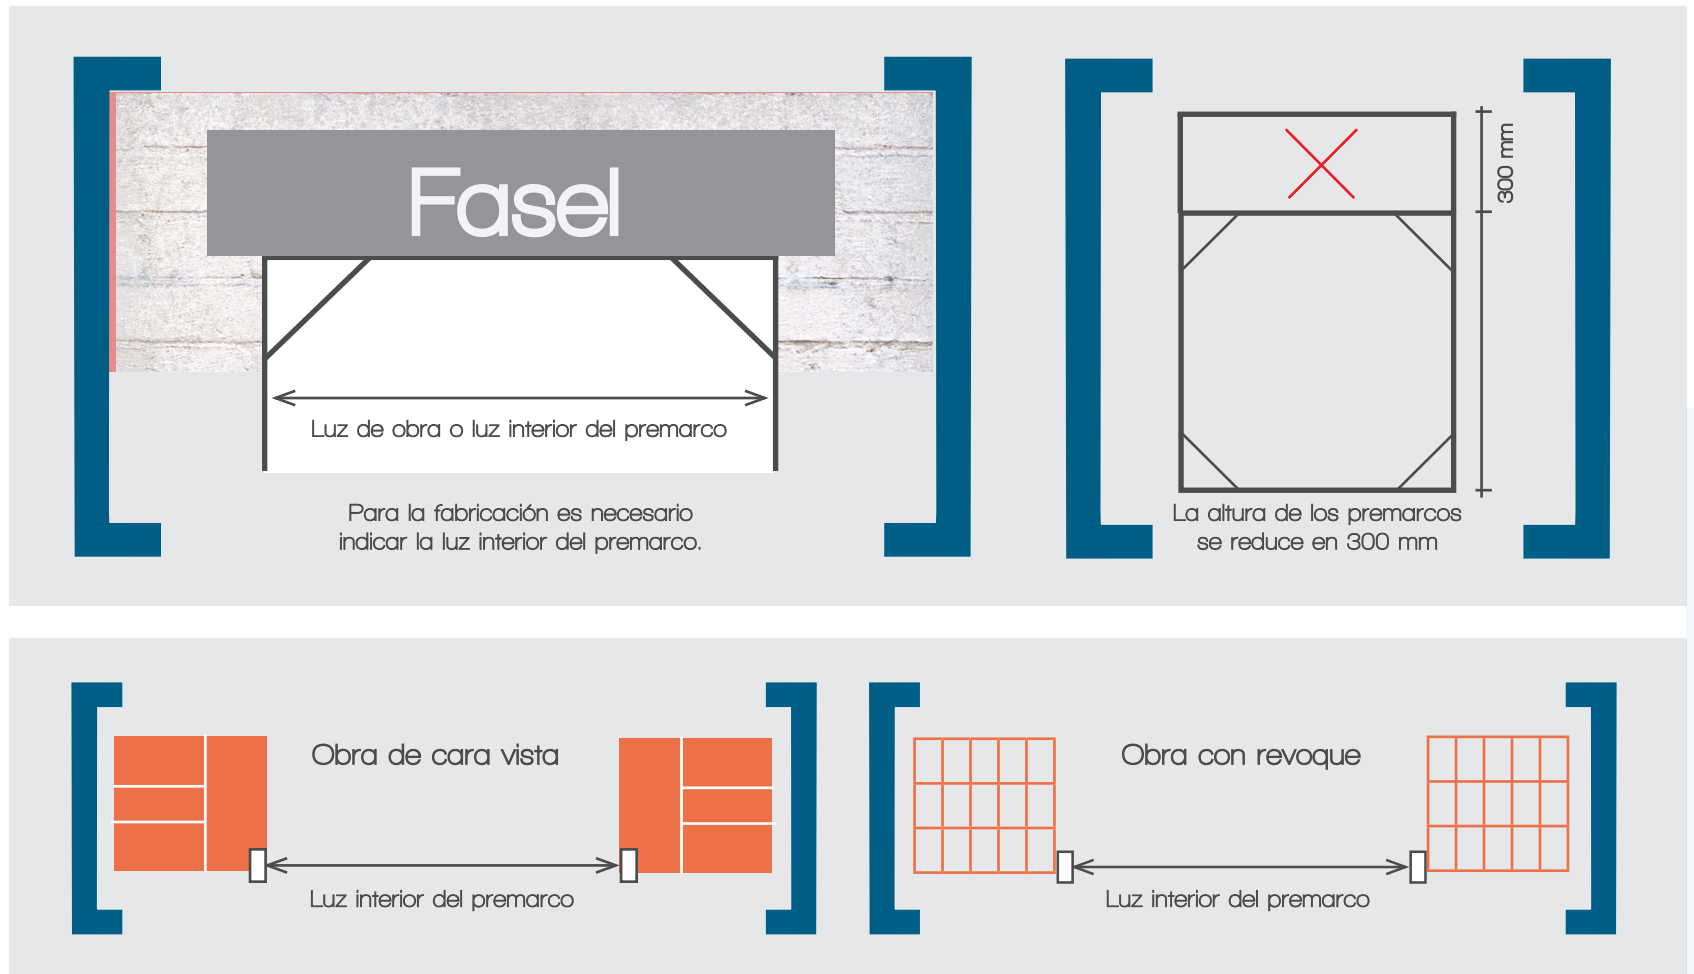 Fasel
Luz de obra o luz interior del premarco
Para la fabricación es necesario
indicar la luz interior del premarco.
300 mm
La altura de los premarcos
se reduce en 300 mm
Obra de cara vista
Luz interior del premarco
Obra con revoque
Luz interior del premarco